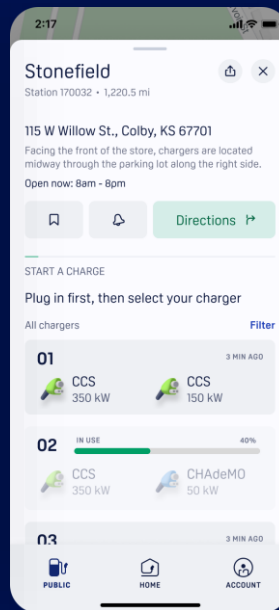 2:17
Stonefield
Station 170032 • 1,220.5 mi
115 W Willow St., Colby, KS 67701
Facing the front of the store, chargers are located
midway through the parking lot along the right side.
Open now: 8am - 8pm
Directions
START A CHARGE
Plug in first, then select your charger
All chargers
Filter
01
3 MIN AGO
CCS
350 kW
CCS
150 kW
02
IN USE
40%
CCS
350 kW
CHAdeMO
50 kW
03
3 MIN AGO
PUBLIC
HOME
ACCOUNT